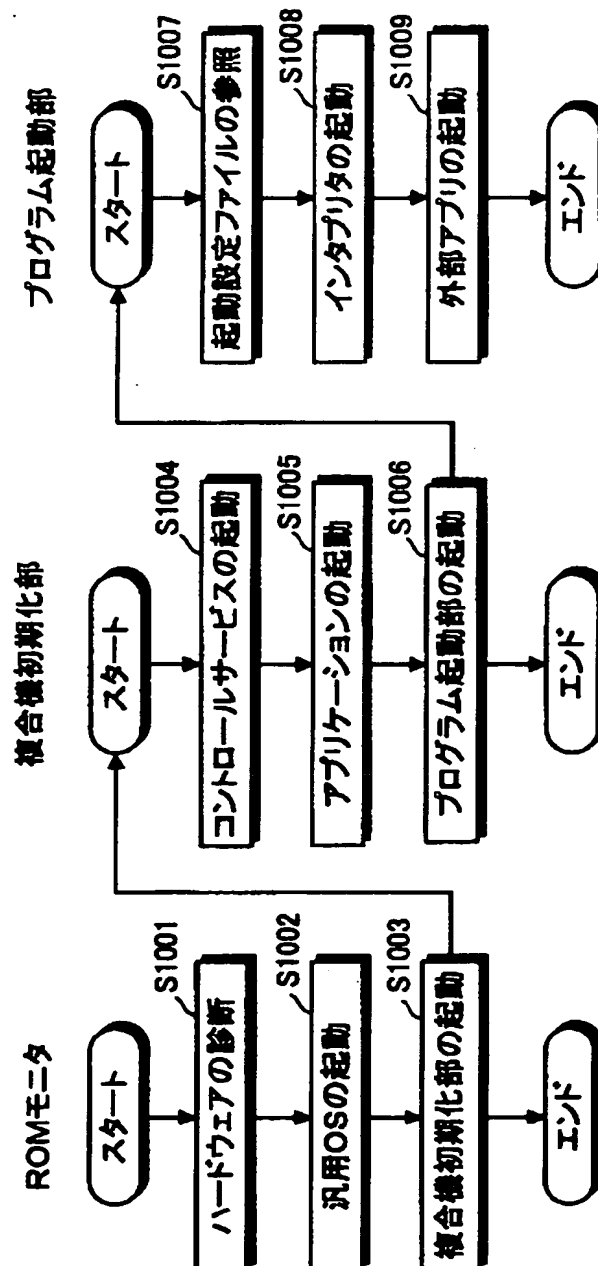 ROMモニタ
スタート
S1001
ハードウェアの診断
S1002
汎用OSの起動
S1003
複合機初期化部の起動
エンド
複合機初期化部
スタート
S1004
コントロールサービスの起動
S1005
アプリケーションの起動
S1006
プログラム起動部の起動
エンド
プログラム起動部
スタート
S1007
起動設定ファイルの参照
S1008
インタプリタの起動
S1009
外部アプリの起動
エンド